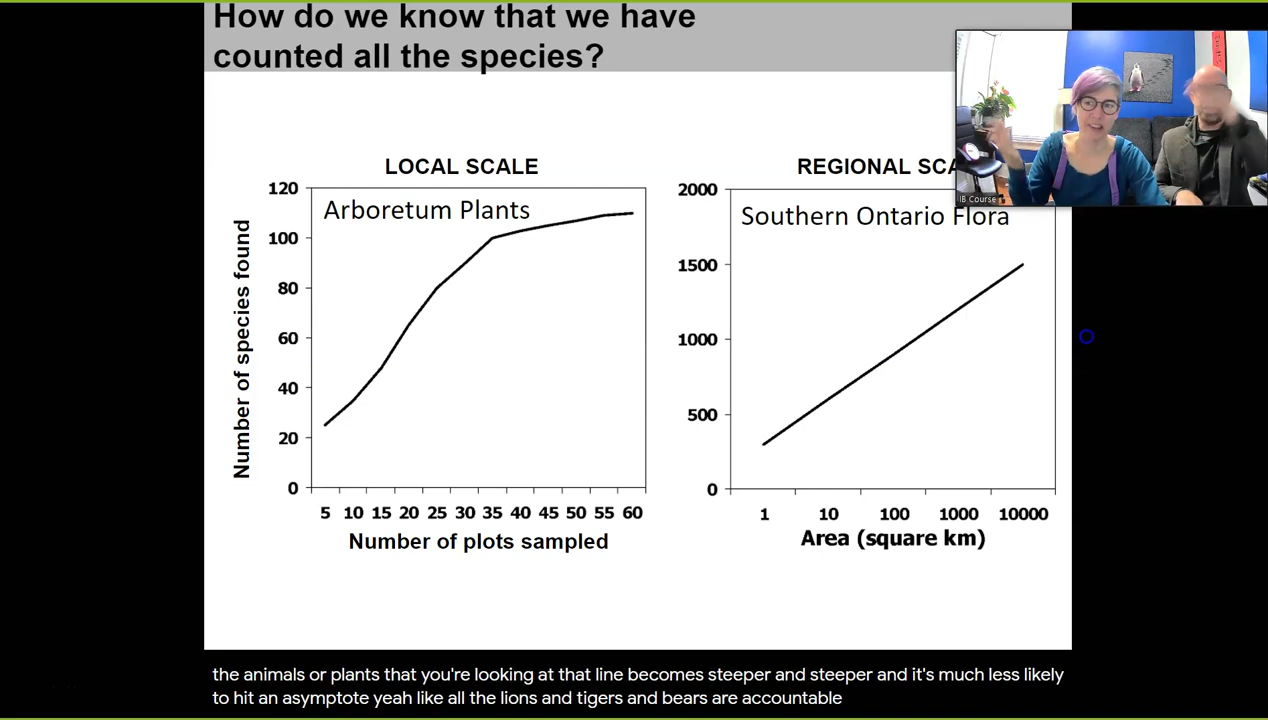 How do we know that we have
counted all the species?
LOCAL SCALE
REGIONAL SCA
Arboretum Plants
Southern Ontario Flora
IB Course
Number of species found
120
100
80
60
40
20
0
5 10 15 20 25 30 35 40 45 50 55 60
Number of plots sampled
2000
1500
1000
500
0
1 10 100 1000 10000
Area (square km)
the animals or plants that you're looking at that line becomes steeper and steeper and it's much less likely
to hit an asymptote yeah like all the lions and tigers and bears are accountable